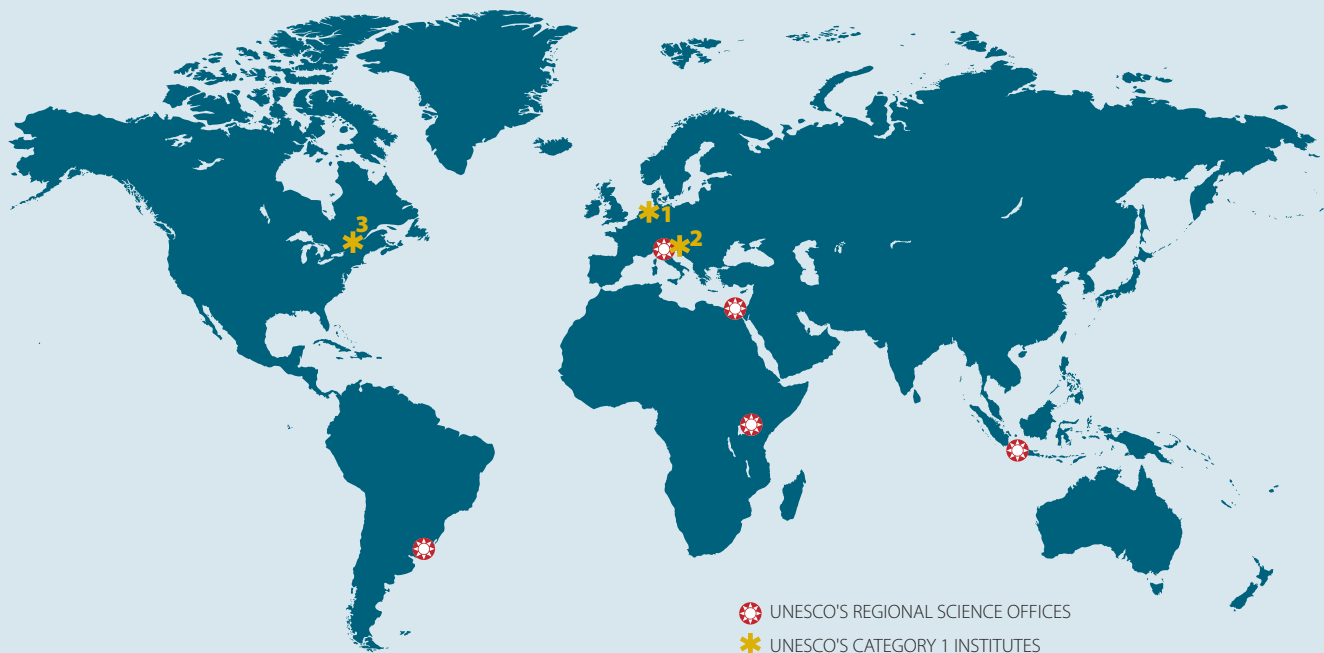 3
1
2
UNESCO'S REGIONAL SCIENCE OFFICES
UNESCO'S CATEGORY 1 INSTITUTES